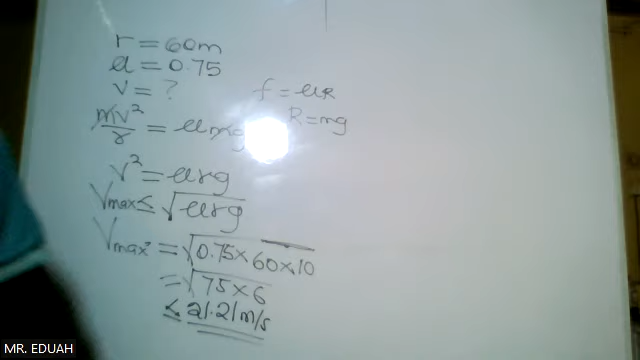 r = 60m
μ = 0.75
v = ?
f = μR
R = mg
mv²/r = μmg
v² = μrg
Vmax ≤ √μrg
Vmax = √0.75×60×10
= √75×6
≤ 21.21m/s
MR. EDUAH